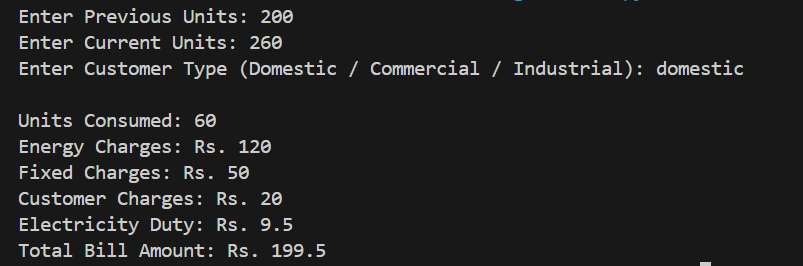 Enter Previous Units: 200
Enter Current Units: 260
Enter Customer Type (Domestic / Commercial / Industrial): domestic
Units Consumed: 60
Energy Charges: Rs. 120
Fixed Charges: Rs. 50
Customer Charges: Rs. 20
Electricity Duty: Rs. 9.5
Total Bill Amount: Rs. 199.5